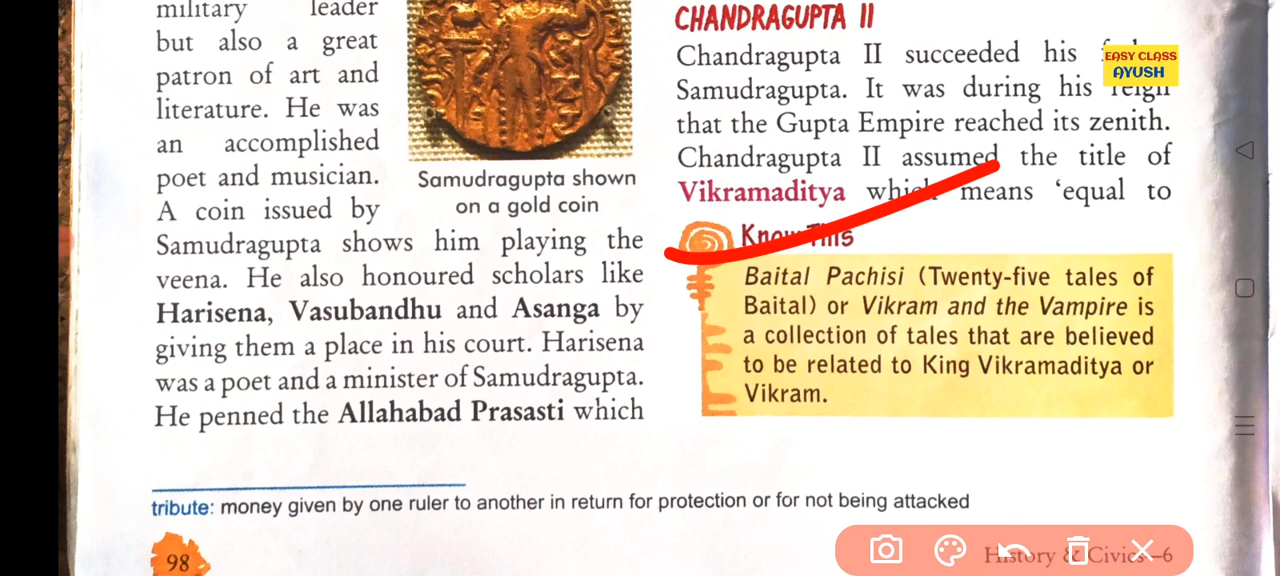 military leader
but also a great
patron of art and
literature. He was
an accomplished
poet and musician.
A coin issued by
Samudragupta shows him playing the
veena. He also honoured scholars like
Harisena, Vasubandhu and Asanga by
giving them a place in his court. Harisena
was a poet and a minister of Samudragupta.
He penned the Allahabad Prasasti which
Samudragupta shown
on a gold coin
CHANDRAGUPTA II
Chandragupta II succeeded his
Samudragupta. It was during his reign
that the Gupta Empire reached its zenith.
Chandragupta II assumed the title of
Vikramaditya which means ‘equal to
Know This
Baital Pachisi (Twenty-five tales of
Baital) or Vikram and the Vampire is
a collection of tales that are believed
to be related to King Vikramaditya or
Vikram.
EASY CLASS
AYUSH
tribute: money given by one ruler to another in return for protection or for not being attacked
98
History & Civics–6